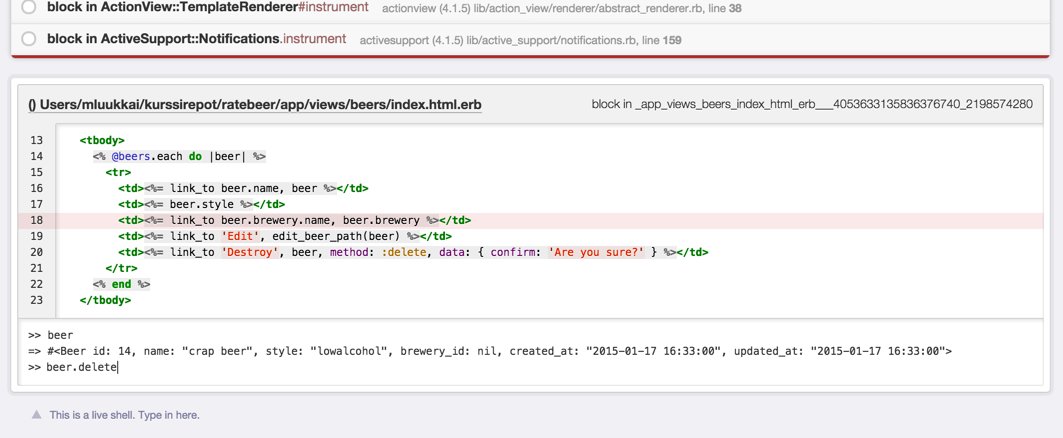 block in ActionView::TemplateRenderer#instrument actionview (4.1.5) lib/action_view/renderer/abstract_renderer.rb, line 38
block in ActiveSupport::Notifications.instrument activesupport (4.1.5) lib/active_support/notifications.rb, line 159
() Users/mluukkai/kurssirepot/ratebeer/app/views/beers/index.html.erb block in _app_views_beers_index_html_erb___4053633135836376740_2198574280
13 <tbody>
14 <% @beers.each do |beer| %>
15 <tr>
16 <td><%= link_to beer.name, beer %></td>
17 <td><%= beer.style %></td>
18 <td><%= link_to beer.brewery.name, beer.brewery %></td>
19 <td><%= link_to 'Edit', edit_beer_path(beer) %></td>
20 <td><%= link_to 'Destroy', beer, method: :delete, data: { confirm: 'Are you sure?' } %></td>
21 </tr>
22 <% end %>
23 </tbody>
>> beer
=> #<Beer id: 14, name: "crap beer", style: "lowalcohol", brewery_id: nil, created_at: "2015-01-17 16:33:00", updated_at: "2015-01-17 16:33:00">
>> beer.delete
This is a live shell. Type in here.